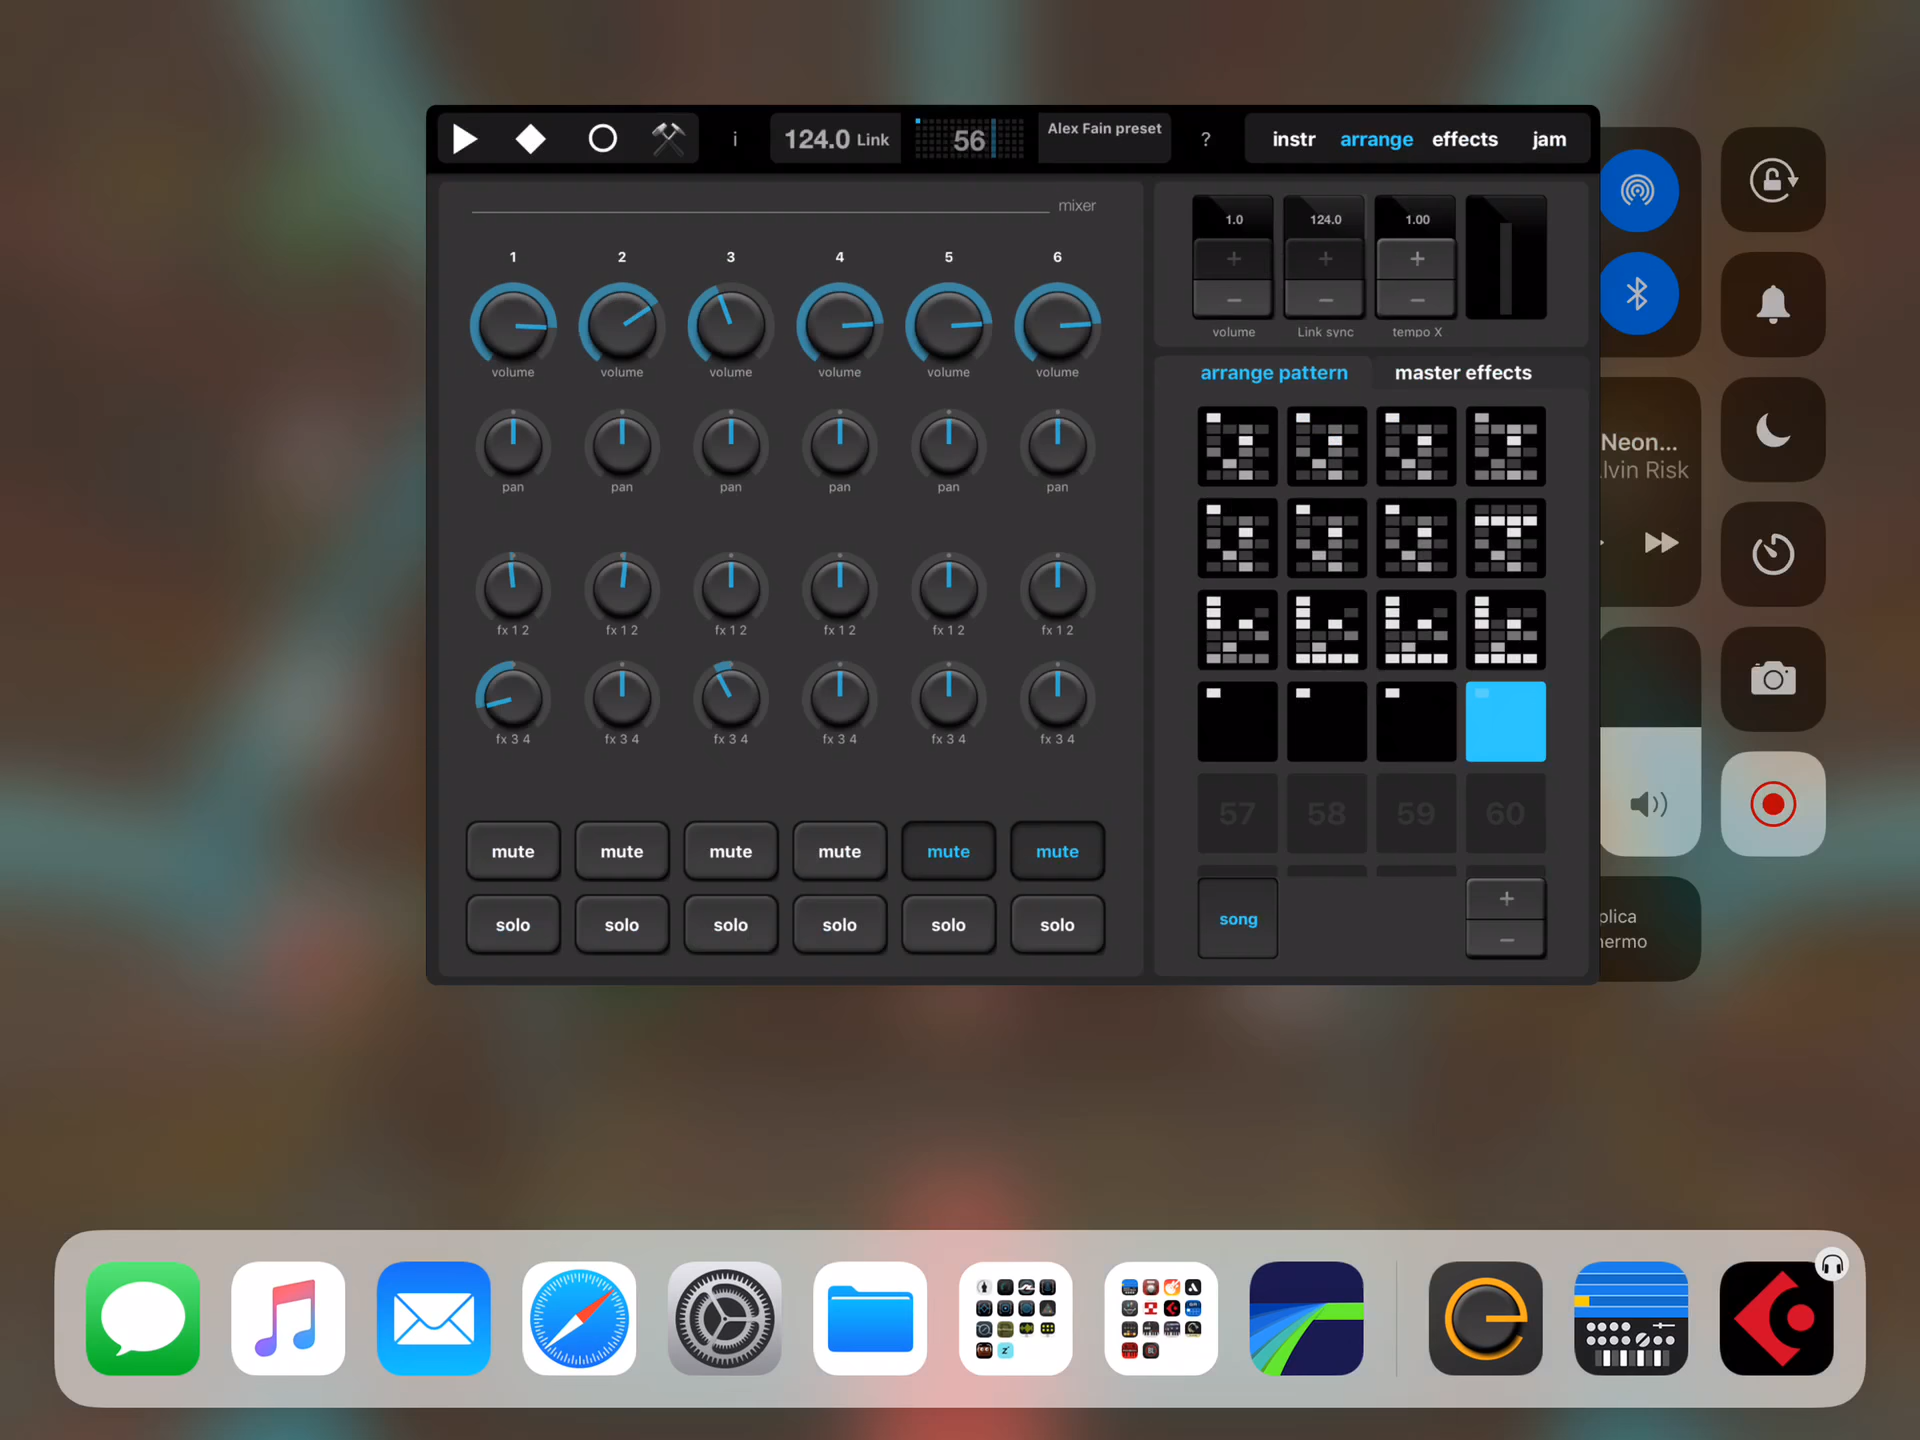 i
124.0 Link
56
Alex Fain preset
?
instr
arrange
effects
jam
mixer
1 2 3 4 5 6
volume volume volume volume volume volume
pan pan pan pan pan pan
fx 1 2 fx 1 2 fx 1 2 fx 1 2 fx 1 2 fx 1 2
fx 3 4 fx 3 4 fx 3 4 fx 3 4 fx 3 4 fx 3 4
mute mute mute mute mute mute
solo solo solo solo solo solo
1.0 124.0 1.00
+ + +
− − −
volume Link sync tempo X
arrange pattern master effects
57 58 59 60
song
+
−
Neon...
lvin Risk
plica
hermo